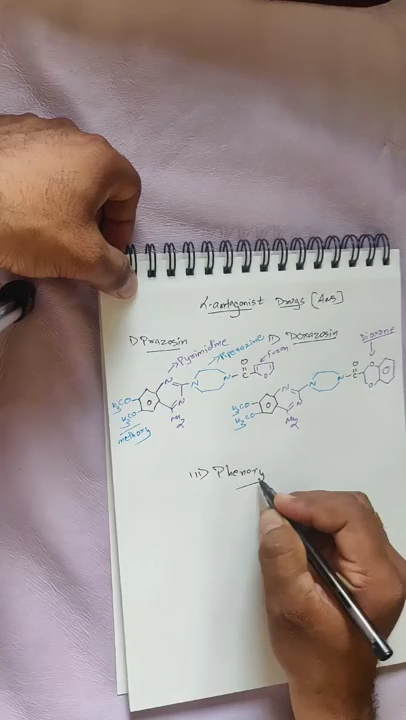 α-antagonist Drugs [Ans]
I) Prazosin
II) Doxazosin
Dioxane
Pyrimidine
Piperazine
Furan
N
N
NH2
N
N
C
O
O
H3CO
H3CO
methoxy
N
N
NH2
N
N
C
O
O
O
H3CO
H3CO
III) Phenoxy